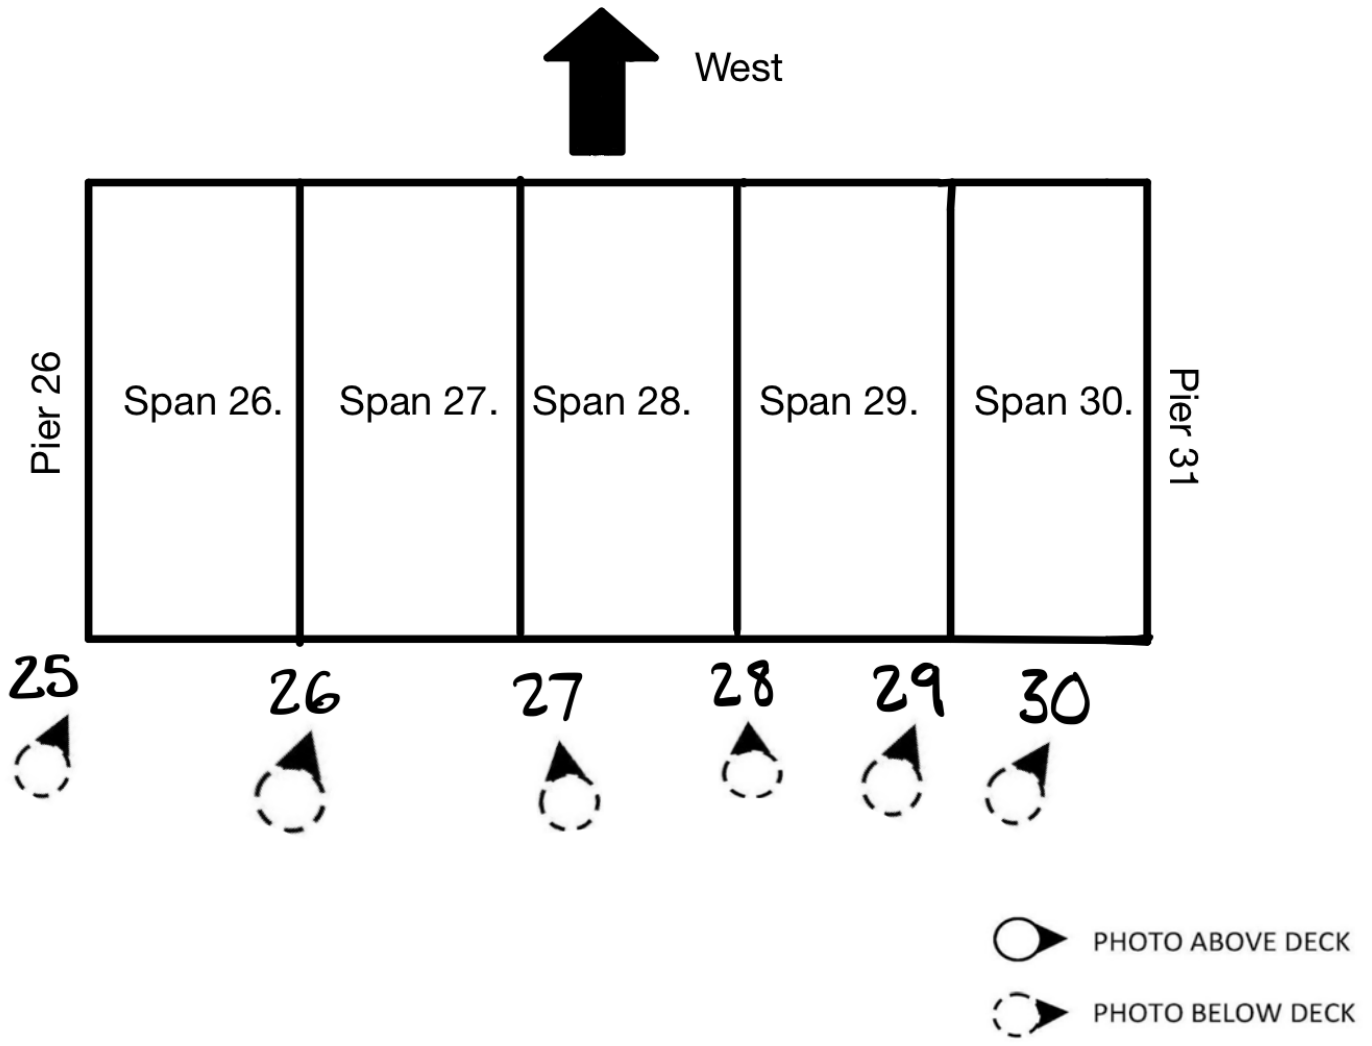 West
Pier 26
Span 26.
Span 27.
Span 28.
Span 29.
Span 30.
Pier 31
25
26
27
28
29
30
PHOTO ABOVE DECK
PHOTO BELOW DECK